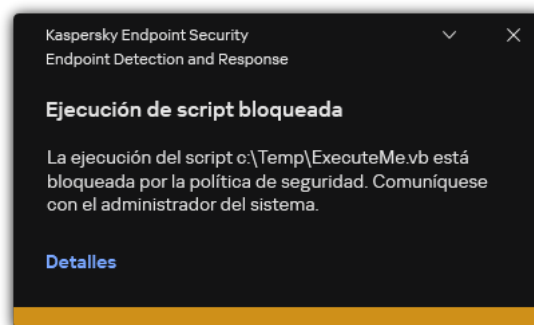 Kaspersky Endpoint Security
Endpoint Detection and Response
Ejecución de script bloqueada
La ejecución del script c:\Temp\ExecuteMe.vb está
bloqueada por la política de seguridad. Comuníquese
con el administrador del sistema.
Detalles